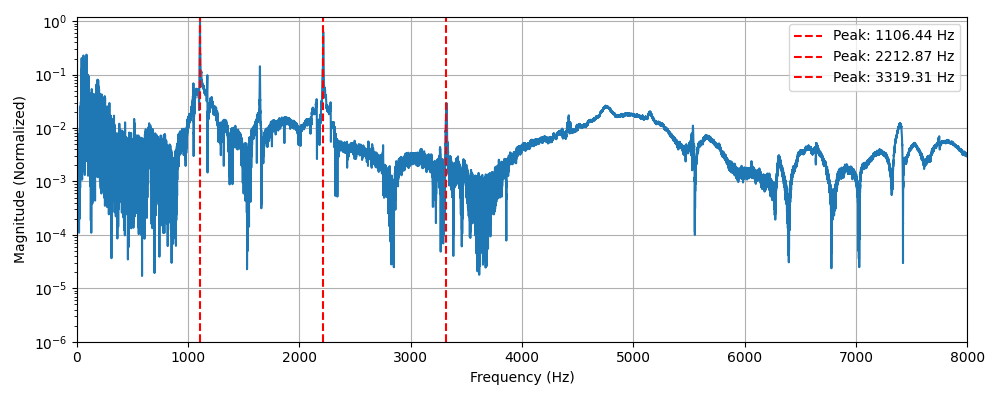 Magnitude (Normalized)
10⁰
10⁻¹
10⁻²
10⁻³
10⁻⁴
10⁻⁵
10⁻⁶
Peak: 1106.44 Hz
Peak: 2212.87 Hz
Peak: 3319.31 Hz
0 1000 2000 3000 4000 5000 6000 7000 8000
Frequency (Hz)